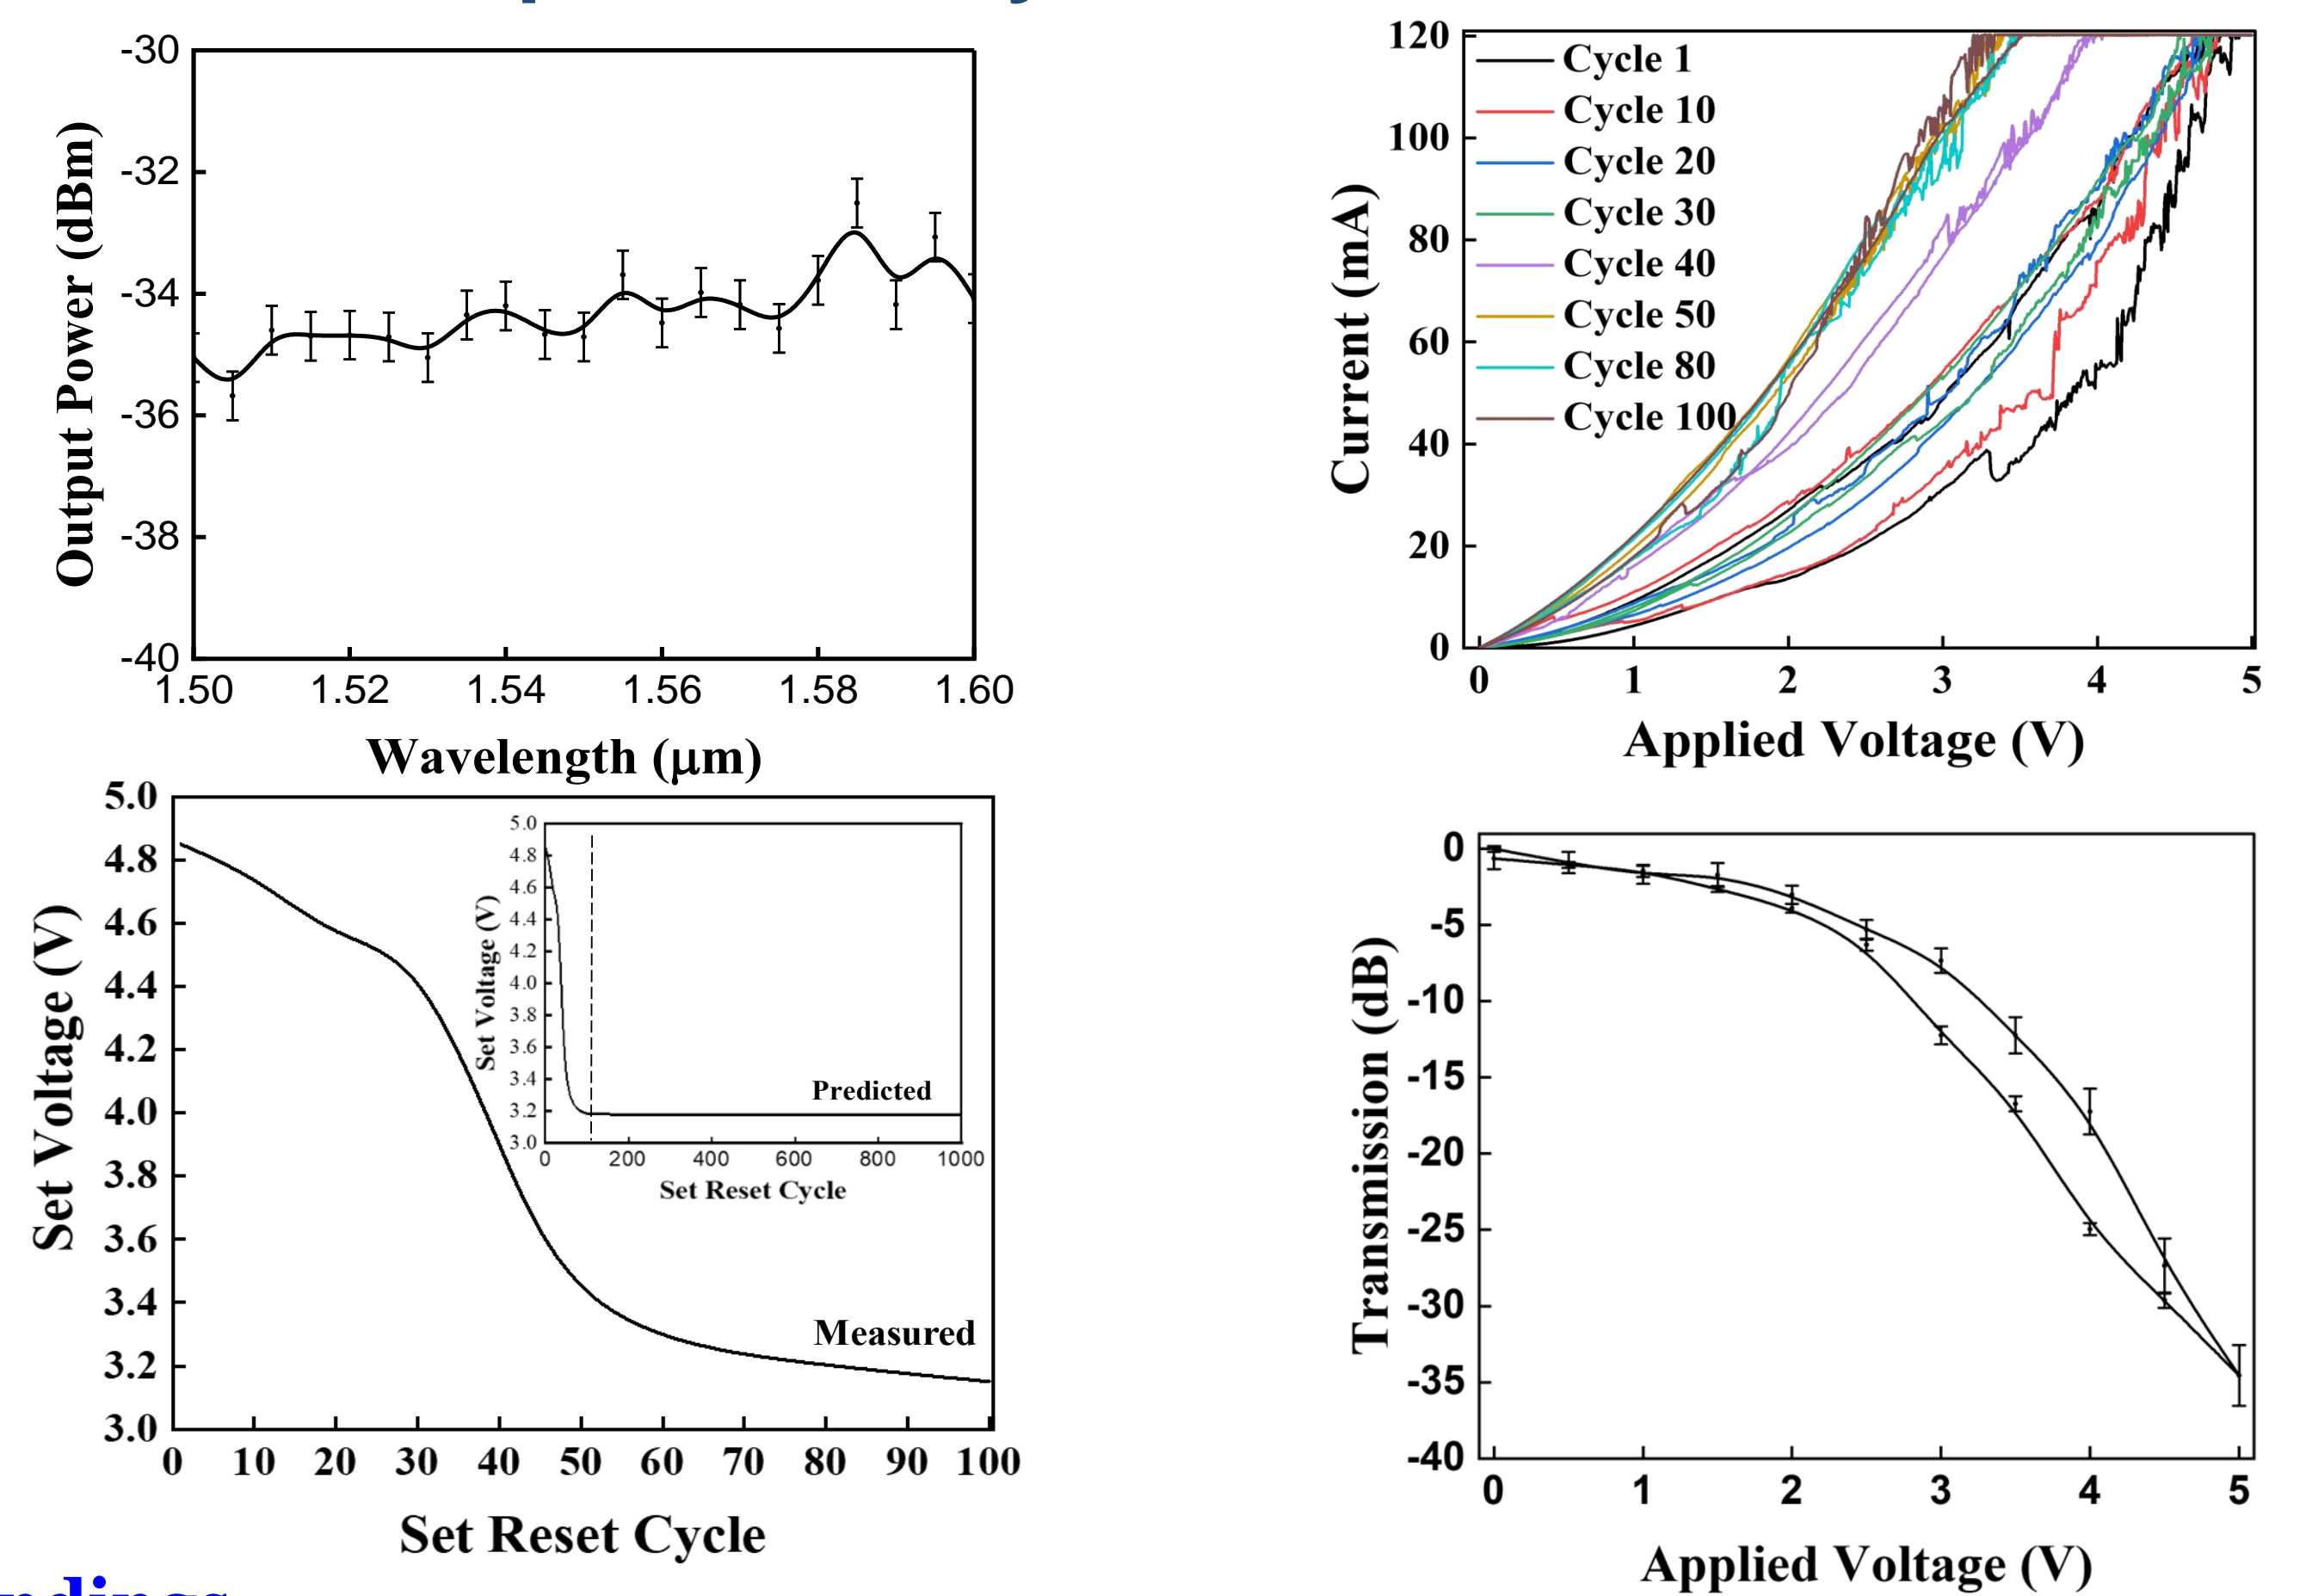 -30
-32
-34
-36
-38
-40
Output Power (dBm)
1.50 1.52 1.54 1.56 1.58 1.60
Wavelength (μm)
120
100
80
60
40
20
0
Current (mA)
Cycle 1
Cycle 10
Cycle 20
Cycle 30
Cycle 40
Cycle 50
Cycle 80
Cycle 100
0 1 2 3 4 5
Applied Voltage (V)
5.0
4.8
4.6
4.4
4.2
4.0
3.8
3.6
3.4
3.2
3.0
Set Voltage (V)
5.0
4.8
4.6
4.4
4.2
4.0
3.8
3.6
3.4
3.2
3.0
Set Voltage (V)
Predicted
0 200 400 600 800 1000
Set Reset Cycle
Measured
0 10 20 30 40 50 60 70 80 90 100
Set Reset Cycle
0
-5
-10
-15
-20
-25
-30
-35
-40
Transmission (dB)
0 1 2 3 4 5
Applied Voltage (V)